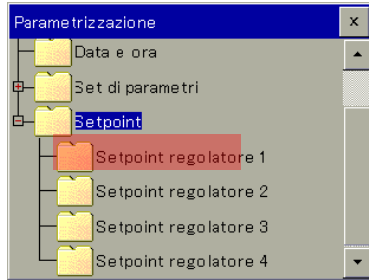 Parametrizzazione
Data e ora
Set di parametri
Setpoint
Setpoint regolatore 1
Setpoint regolatore 2
Setpoint regolatore 3
Setpoint regolatore 4